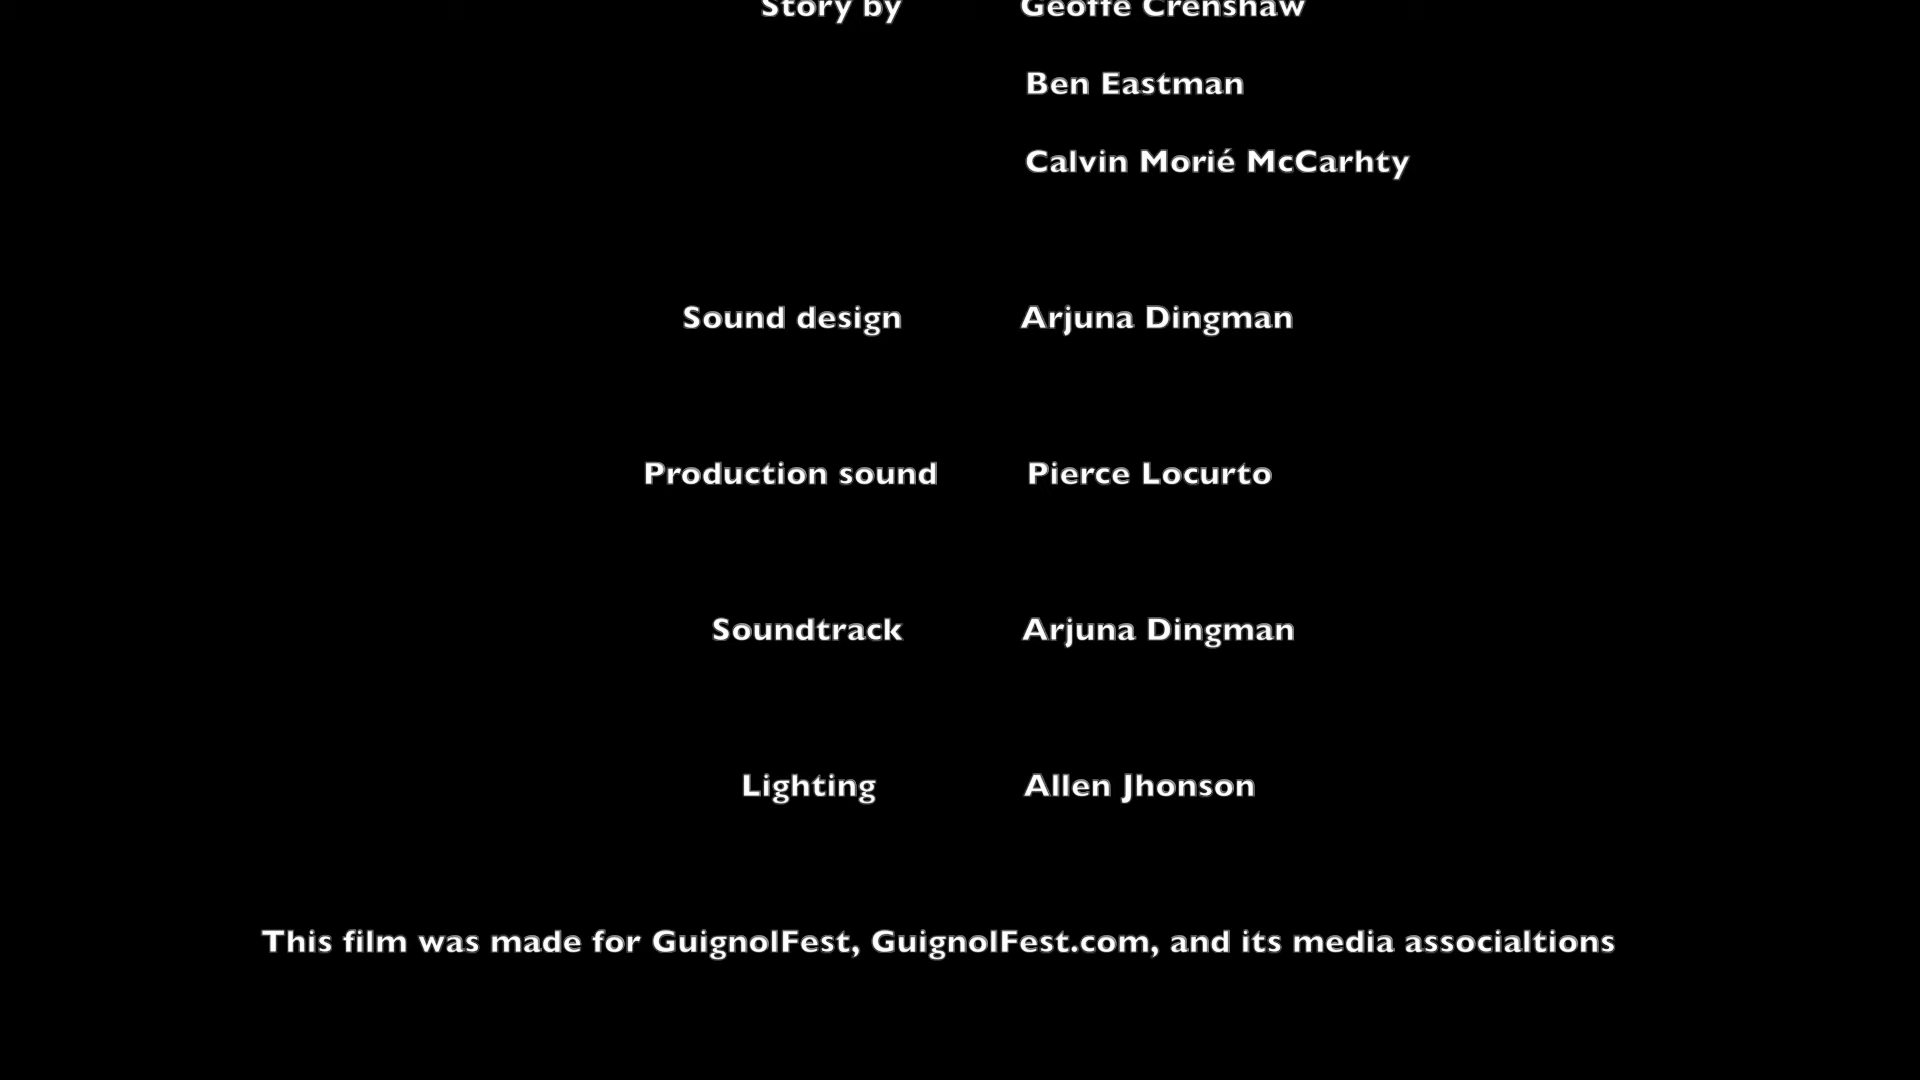 Story by Geoffe Crenshaw
Ben Eastman
Calvin Morié McCarhty
Sound design Arjuna Dingman
Production sound Pierce Locurto
Soundtrack Arjuna Dingman
Lighting Allen Jhonson
This film was made for GuignolFest, GuignolFest.com, and its media associaltions